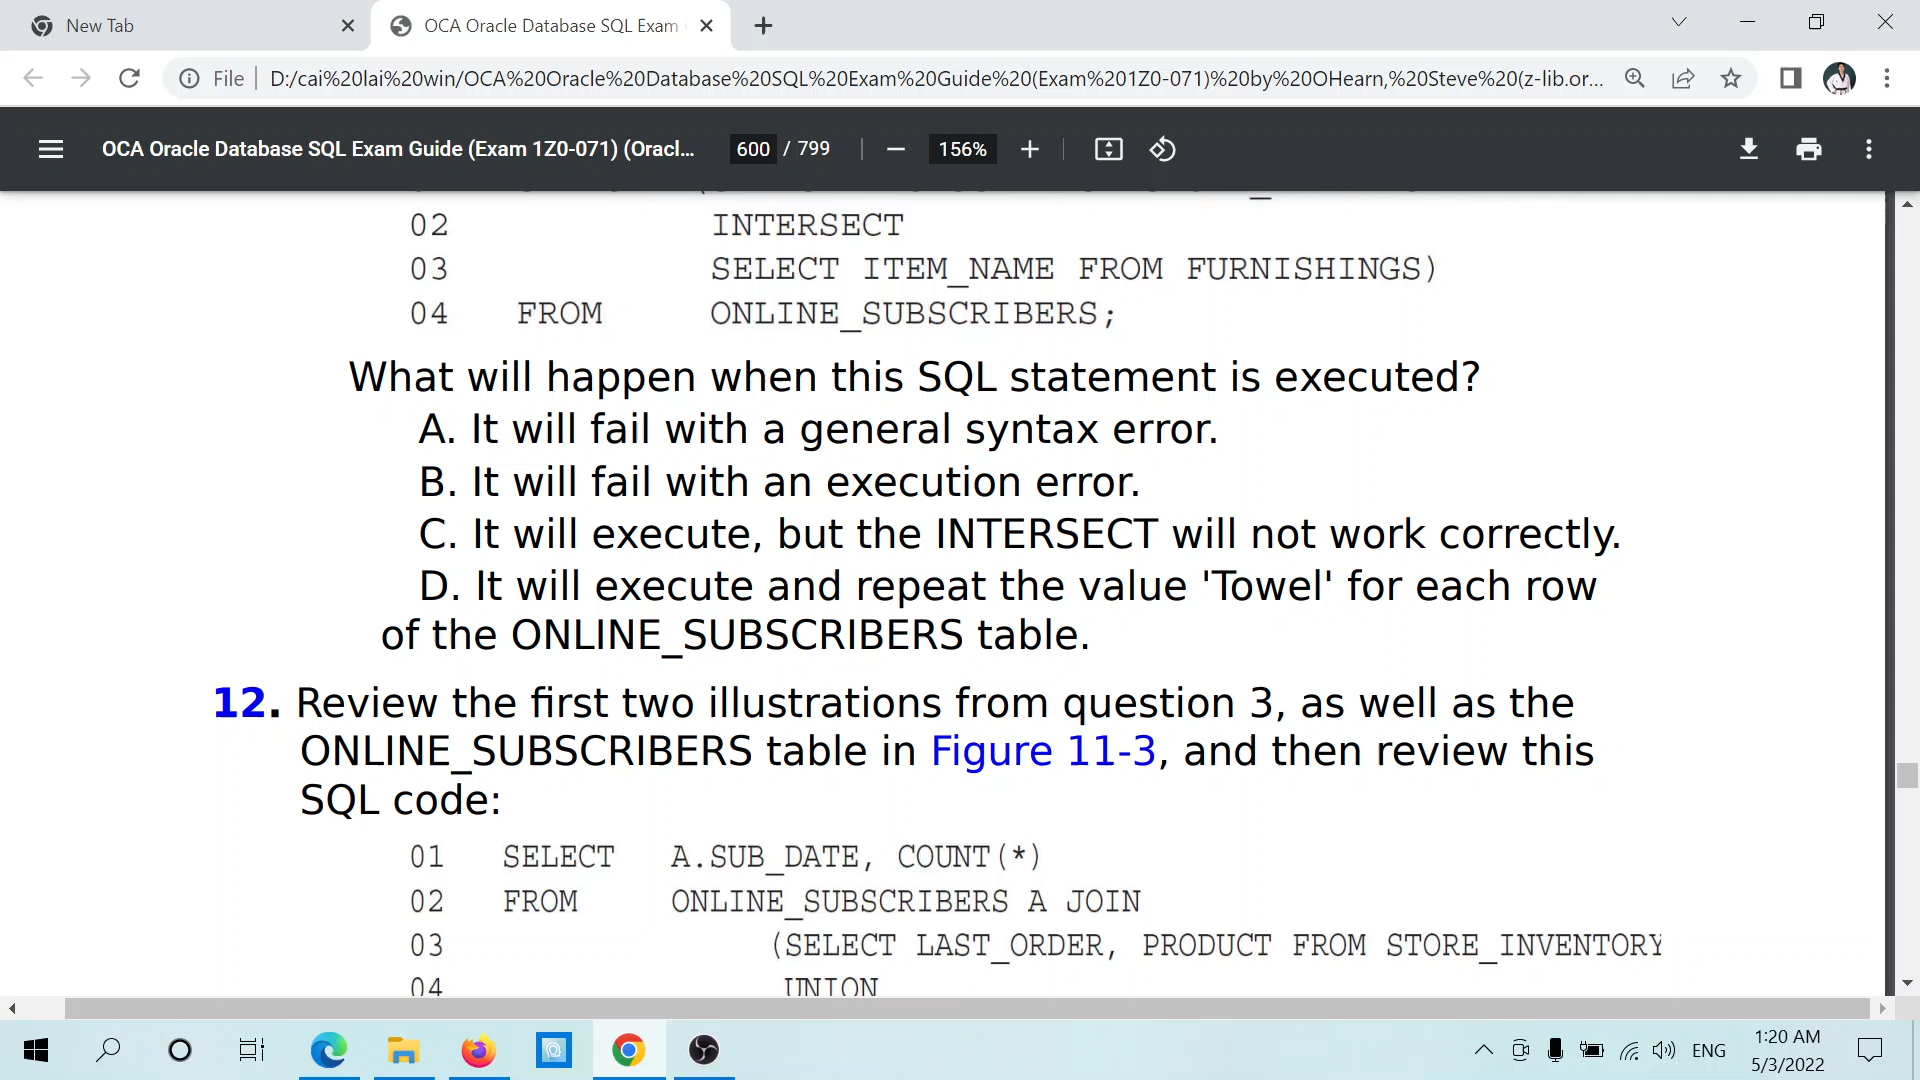 New Tab
OCA Oracle Database SQL Exam
File
D:/cai%20lai%20win/OCA%20Oracle%20Database%20SQL%20Exam%20Guide%20(Exam%201Z0-071)%20by%20OHearn,%20Steve%20(z-lib.or...
OCA Oracle Database SQL Exam Guide (Exam 1Z0-071) (Oracl...
600 / 799
156%
02 INTERSECT
03 SELECT ITEM_NAME FROM FURNISHINGS)
04 FROM ONLINE_SUBSCRIBERS;
What will happen when this SQL statement is executed?
A. It will fail with a general syntax error.
B. It will fail with an execution error.
C. It will execute, but the INTERSECT will not work correctly.
D. It will execute and repeat the value 'Towel' for each row
of the ONLINE_SUBSCRIBERS table.
12. Review the first two illustrations from question 3, as well as the
ONLINE_SUBSCRIBERS table in Figure 11-3, and then review this
SQL code:
01 SELECT A.SUB_DATE, COUNT(*)
02 FROM ONLINE_SUBSCRIBERS A JOIN
03 (SELECT LAST_ORDER, PRODUCT FROM STORE_INVENTORY
04 UNION
ENG
1:20 AM
5/3/2022